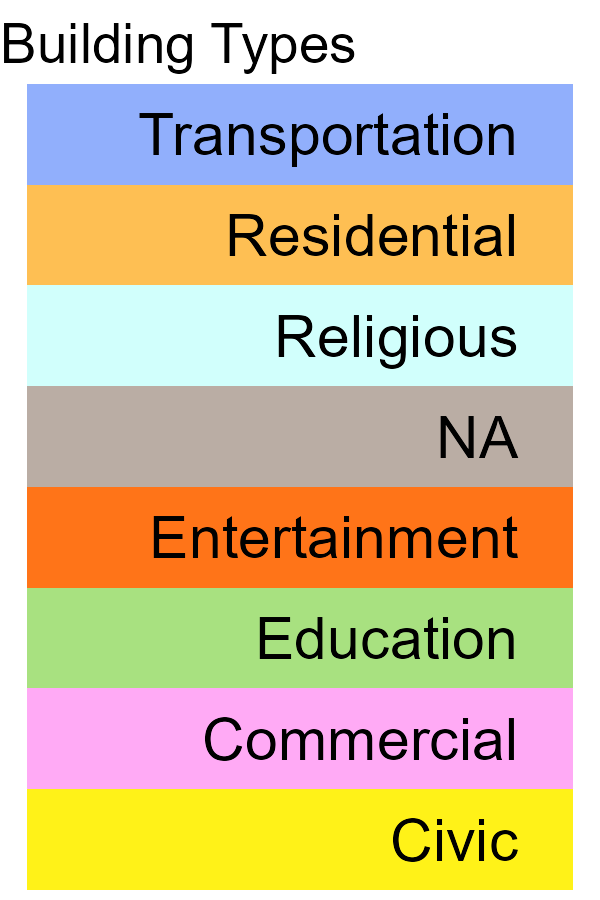 Building Types
Transportation
Residential
Religious
NA
Entertainment
Education
Commercial
Civic